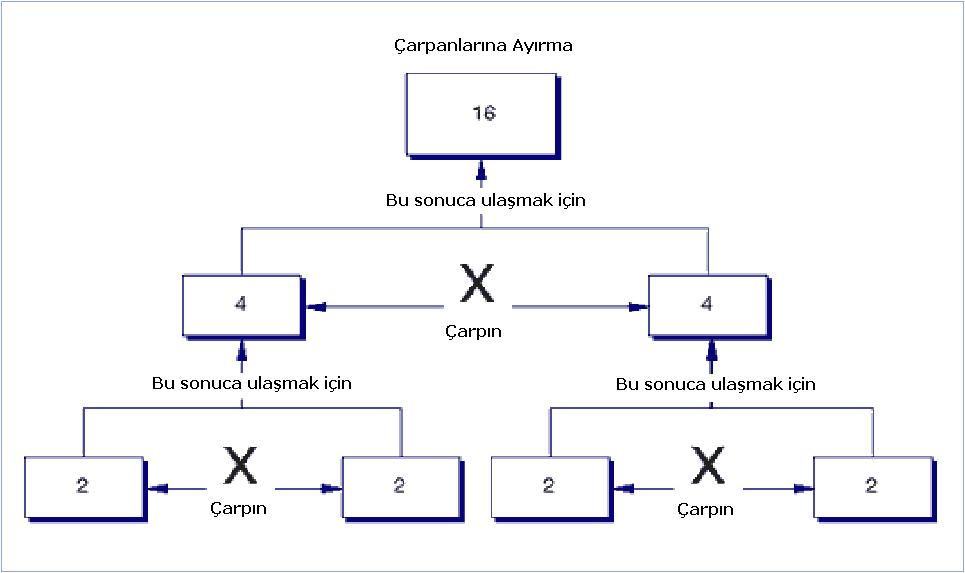 Çarpanlarına Ayırma
16
Bu sonuca ulaşmak için
4
X
4
Çarpın
Bu sonuca ulaşmak için
Bu sonuca ulaşmak için
2
X
2
2
X
2
Çarpın
Çarpın